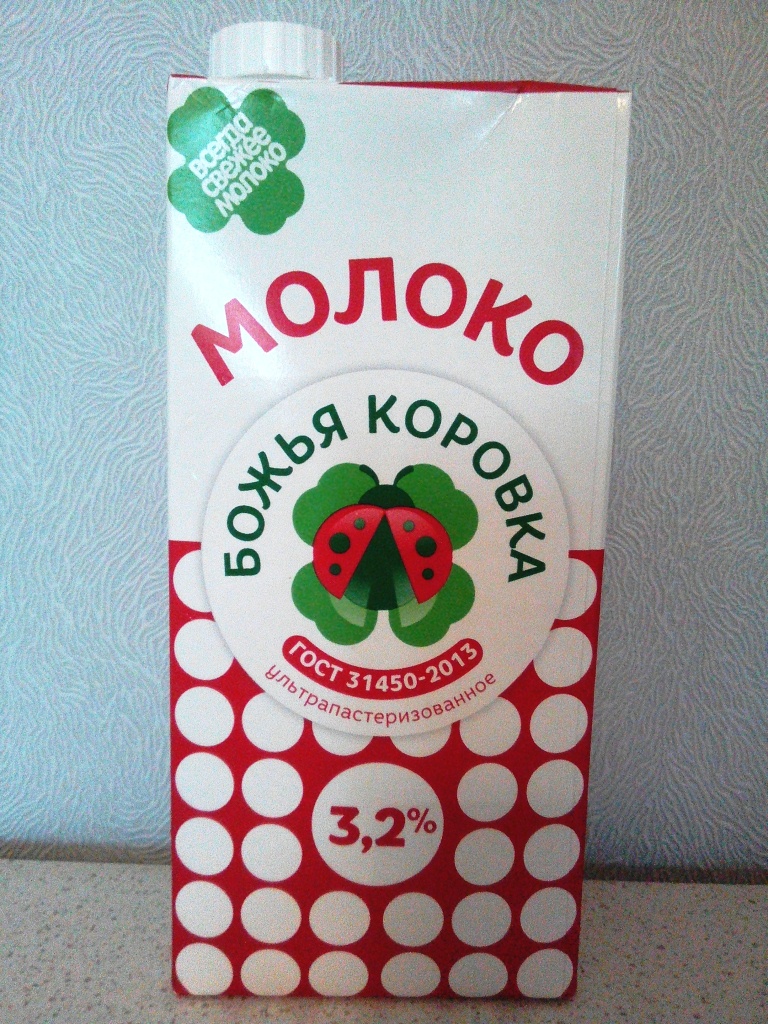 всегда
свежее
молоко
МОЛОКО
БОЖЬЯ КОРОВКА
ГОСТ 31450-2013
ультрапастеризованное
3,2%